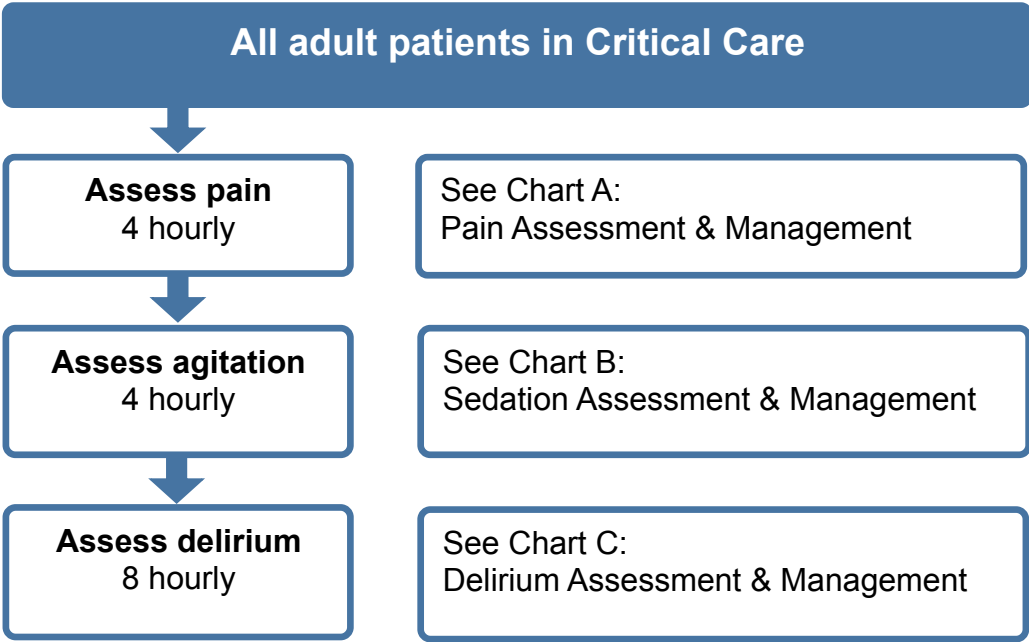 All adult patients in Critical Care
Assess pain
4 hourly
See Chart A:
Pain Assessment & Management
Assess agitation
4 hourly
See Chart B:
Sedation Assessment & Management
Assess delirium
8 hourly
See Chart C:
Delirium Assessment & Management